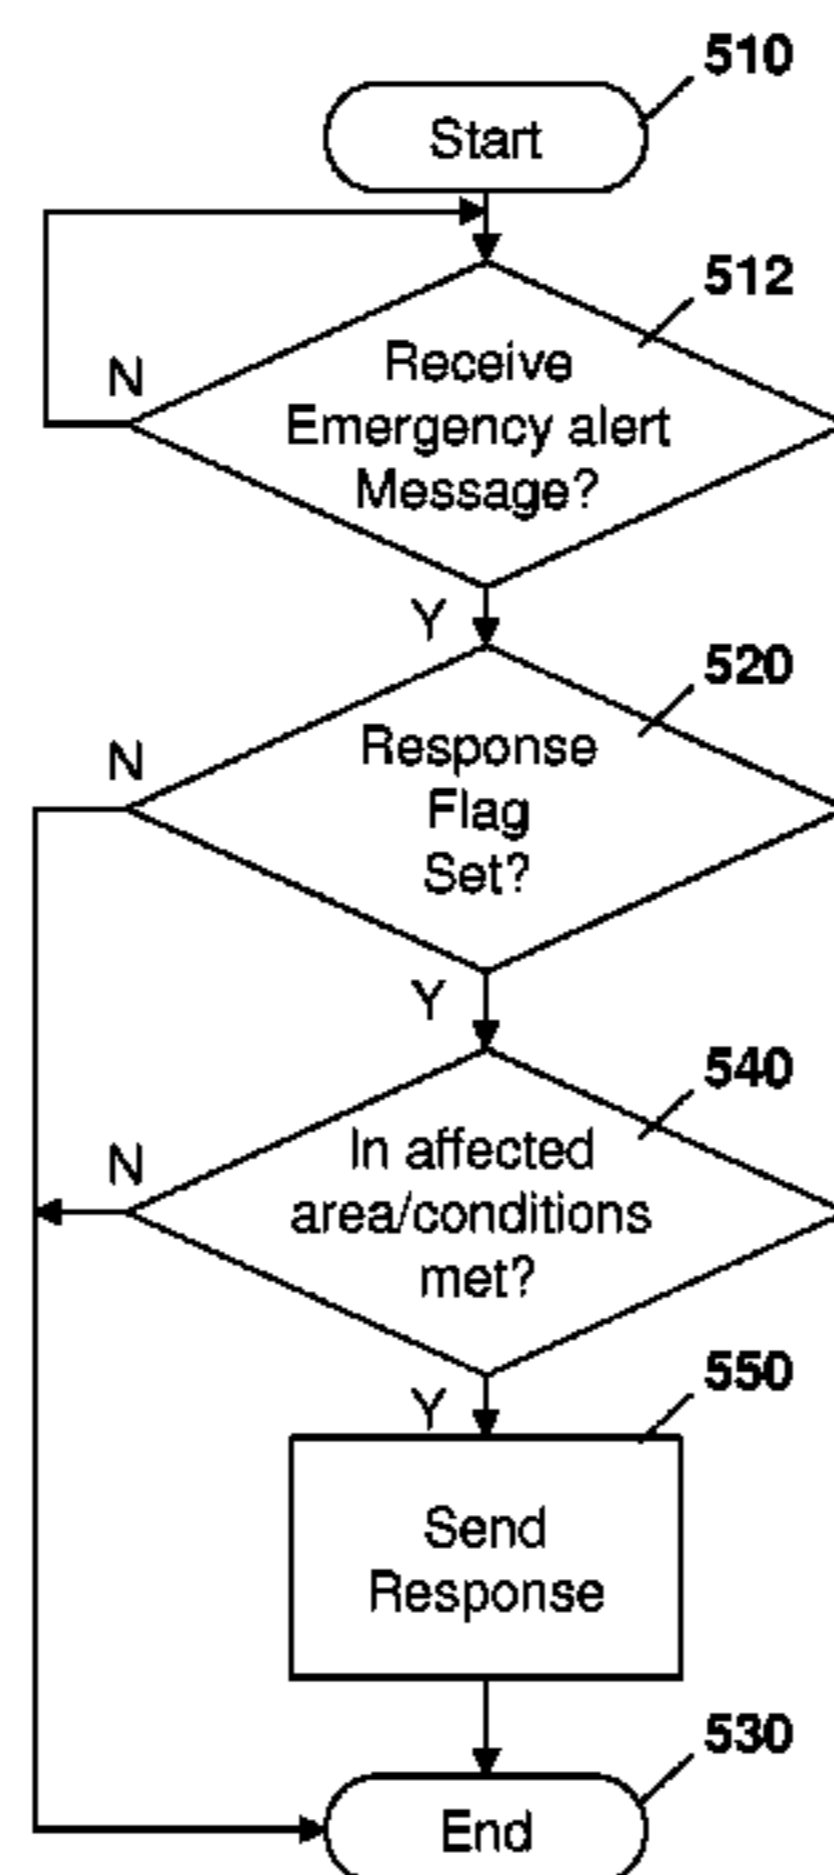 510
Start
512
N
Receive
Emergency alert
Message?
Y
520
N
Response
Flag
Set?
Y
540
N
In affected
area/conditions
met?
Y
550
Send
Response
530
End